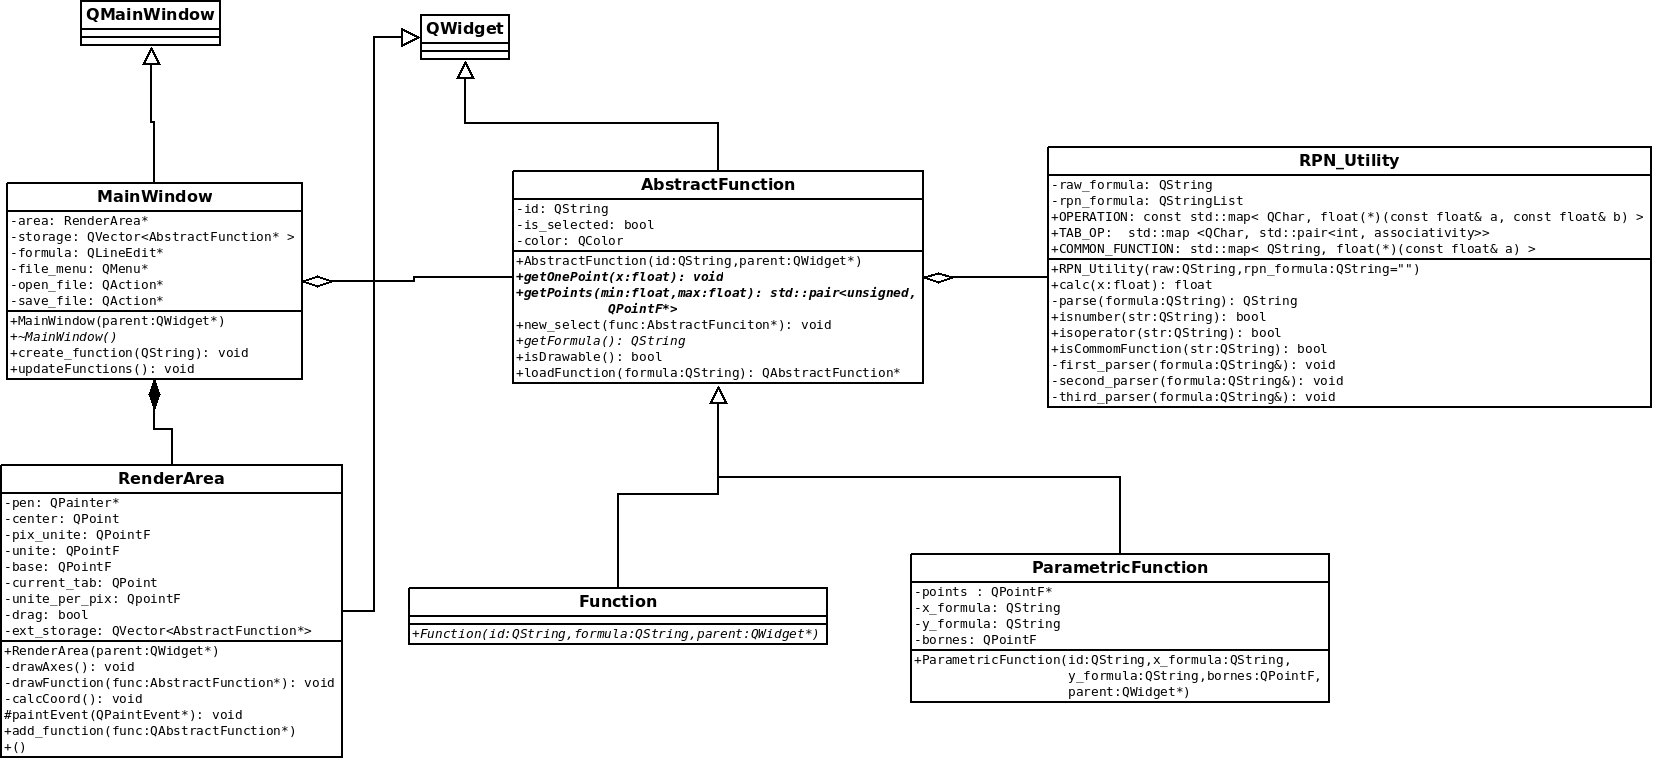 QMainWindow
QWidget
MainWindow
-area: RenderArea*
-storage: QVector<AbstractFunction* >
-formula: QLineEdit*
-file_menu: QMenu*
-open_file: QAction*
-save_file: QAction*
+MainWindow(parent:QWidget*)
+~MainWindow()
+create_function(QString): void
+updateFunctions(): void
AbstractFunction
-id: QString
-is_selected: bool
-color: QColor
+AbstractFunction(id:QString,parent:QWidget*)
+getOnePoint(x:float): void
+getPoints(min:float,max:float): std::pair<unsigned,
QPointF*>
+new_select(func:AbstractFunciton*): void
+getFormula(): QString
+isDrawable(): bool
+loadFunction(formula:QString): QAbstractFunction*
RPN_Utility
-raw_formula: QString
-rpn_formula: QStringList
+OPERATION: const std::map< QChar, float(*)(const float& a, const float& b) >
+TAB_OP:  std::map <QChar, std::pair<int, associativity>>
+COMMON_FUNCTION: std::map< QString, float(*)(const float& a) >
+RPN_Utility(raw:QString,rpn_formula:QString="")
+calc(x:float): float
-parse(formula:QString): QString
+isnumber(str:QString): bool
+isoperator(str:QString): bool
+isCommomFunction(str:QString): bool
-first_parser(formula:QString&): void
-second_parser(formula:QString&): void
-third_parser(formula:QString&): void
RenderArea
-pen: QPainter*
-center: QPoint
-pix_unite: QPointF
-unite: QPointF
-base: QPointF
-current_tab: QPoint
-unite_per_pix: QpointF
-drag: bool
-ext_storage: QVector<AbstractFunction*>
+RenderArea(parent:QWidget*)
-drawAxes(): void
-drawFunction(func:AbstractFunction*): void
-calcCoord(): void
#paintEvent(QPaintEvent*): void
+add_function(func:QAbstractFunction*)
+()
Function
+Function(id:QString,formula:QString,parent:QWidget*)
ParametricFunction
-points : QPointF*
-x_formula: QString
-y_formula: QString
-bornes: QPointF
+ParametricFunction(id:QString,x_formula:QString,
y_formula:QString,bornes:QPointF,
parent:QWidget*)